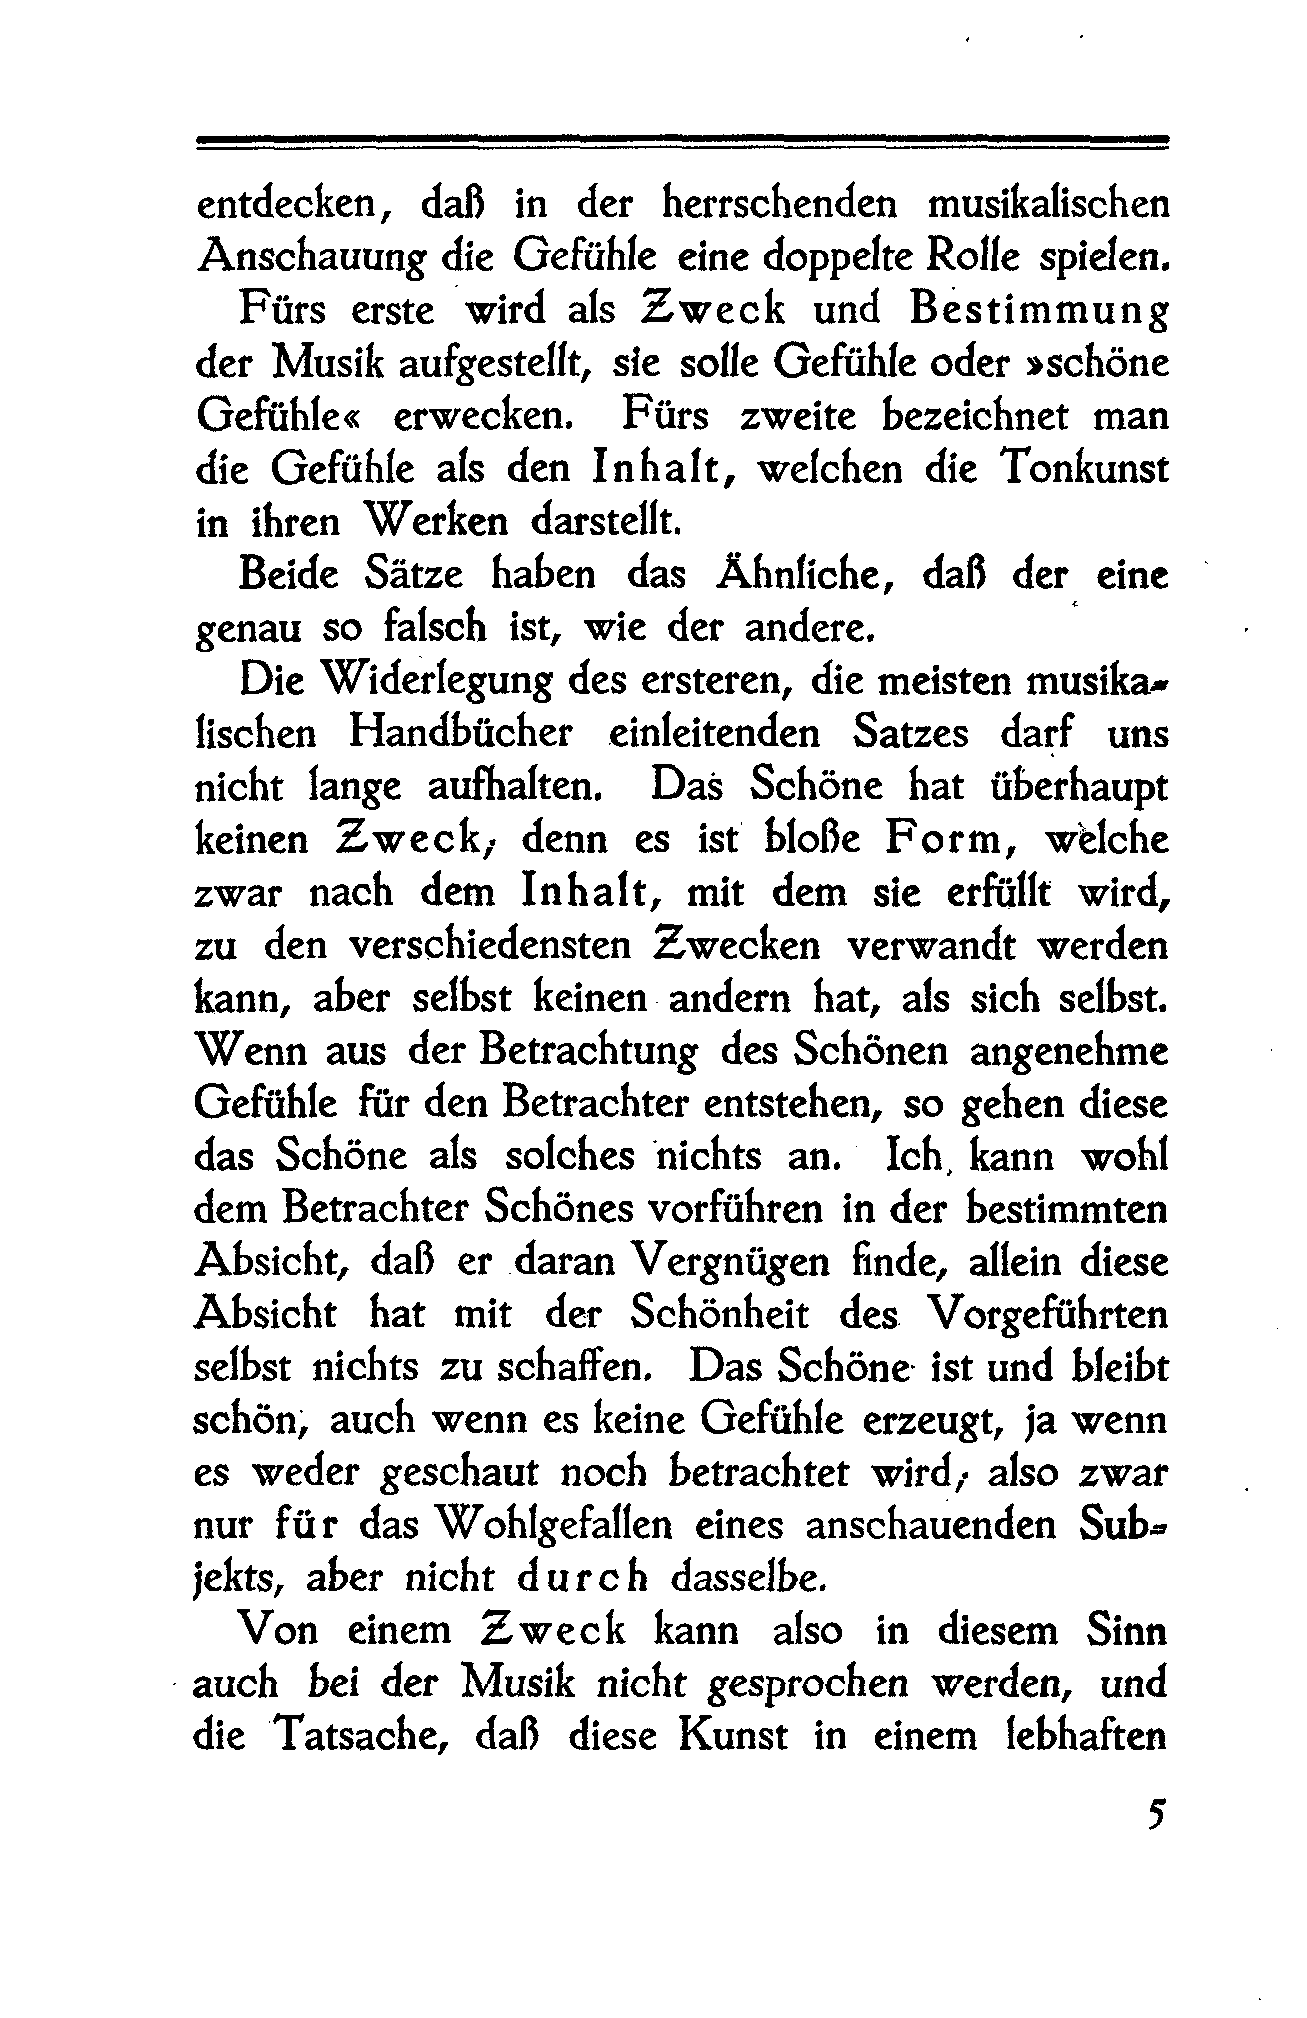 entdecken, daß in der herrschenden musikalischen
Anschauung die Gefühle eine doppelte Rolle spielen.
Fürs erste wird als Zweck und Bestimmung
der Musik aufgestellt, sie solle Gefühle oder »schöne
Gefühle« erwecken. Fürs zweite bezeichnet man
die Gefühle als den Inhalt, welchen die Tonkunst
in ihren Werken darstellt.
Beide Sätze haben das Ähnliche, daß der eine
genau so falsch ist, wie der andere.
Die Widerlegung des ersteren, die meisten musika-
lischen Handbücher einleitenden Satzes darf uns
nicht lange aufhalten. Das Schöne hat überhaupt
keinen Zweck; denn es ist bloße Form, welche
zwar nach dem Inhalt, mit dem sie erfüllt wird,
zu den verschiedensten Zwecken verwandt werden
kann, aber selbst keinen andern hat, als sich selbst.
Wenn aus der Betrachtung des Schönen angenehme
Gefühle für den Betrachter entstehen, so gehen diese
das Schöne als solches nichts an. Ich kann wohl
dem Betrachter Schönes vorführen in der bestimmten
Absicht, daß er daran Vergnügen finde, allein diese
Absicht hat mit der Schönheit des Vorgeführten
selbst nichts zu schaffen. Das Schöne ist und bleibt
schön, auch wenn es keine Gefühle erzeugt, ja wenn
es weder geschaut noch betrachtet wird; also zwar
nur für das Wohlgefallen eines anschauenden Sub-
jekts, aber nicht durch dasselbe.
Von einem Zweck kann also in diesem Sinn
auch bei der Musik nicht gesprochen werden, und
die Tatsache, daß diese Kunst in einem lebhaften
5